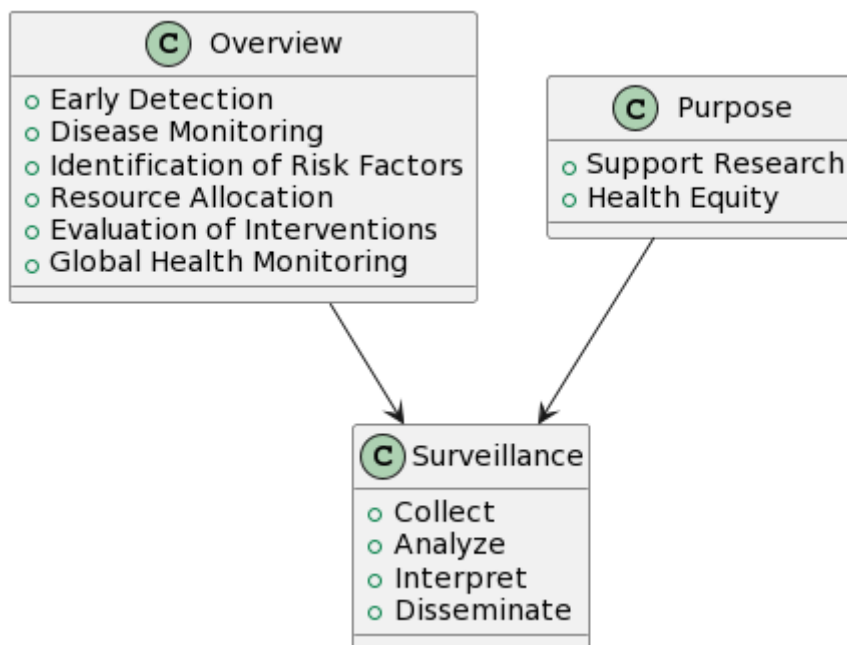 C Overview
Early Detection
Disease Monitoring
Identification of Risk Factors
Resource Allocation
Evaluation of Interventions
Global Health Monitoring
C Purpose
Support Research
Health Equity
C Surveillance
Collect
Analyze
Interpret
Disseminate